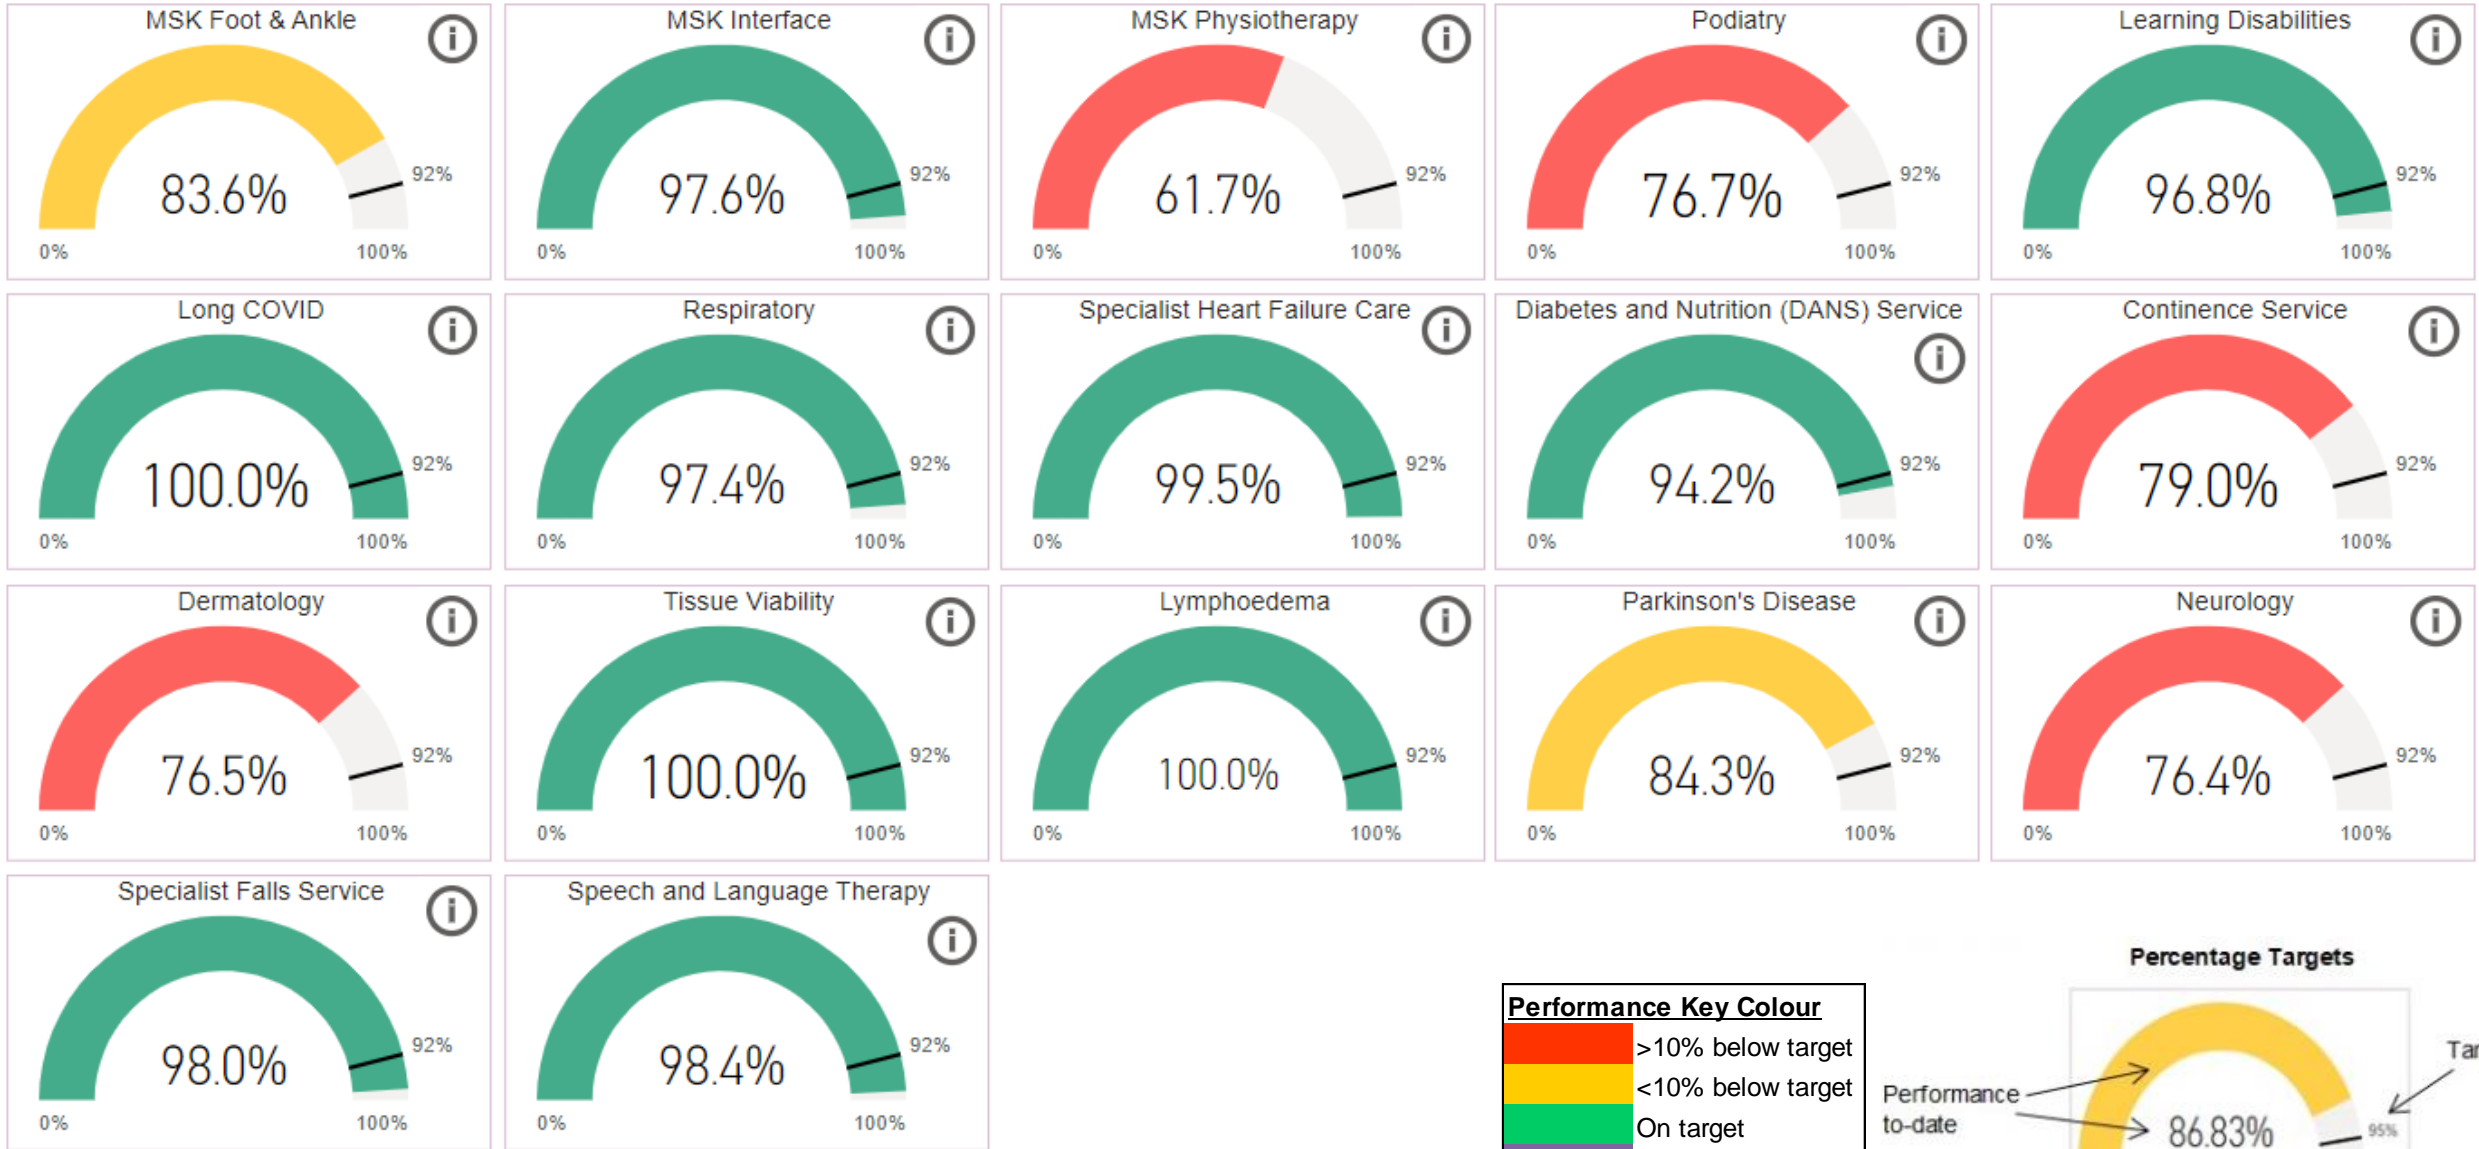 MSK Foot & Ankle
83.6%
92%
0%
100%
MSK Interface
97.6%
92%
0%
100%
MSK Physiotherapy
61.7%
92%
0%
100%
Podiatry
76.7%
92%
0%
100%
Learning Disabilities
96.8%
92%
0%
100%
Long COVID
100.0%
92%
0%
100%
Respiratory
97.4%
92%
0%
100%
Specialist Heart Failure Care
99.5%
92%
0%
100%
Diabetes and Nutrition (DANS) Service
94.2%
92%
0%
100%
Continence Service
79.0%
92%
0%
100%
Dermatology
76.5%
92%
0%
100%
Tissue Viability
100.0%
92%
0%
100%
Lymphoedema
100.0%
92%
0%
100%
Parkinson's Disease
84.3%
92%
0%
100%
Neurology
76.4%
92%
0%
100%
Specialist Falls Service
98.0%
92%
0%
100%
Speech and Language Therapy
98.4%
92%
0%
100%
Performance Key Colour
>10% below target
<10% below target
On target
Percentage Targets
Performance
to-date
86.83%
95%